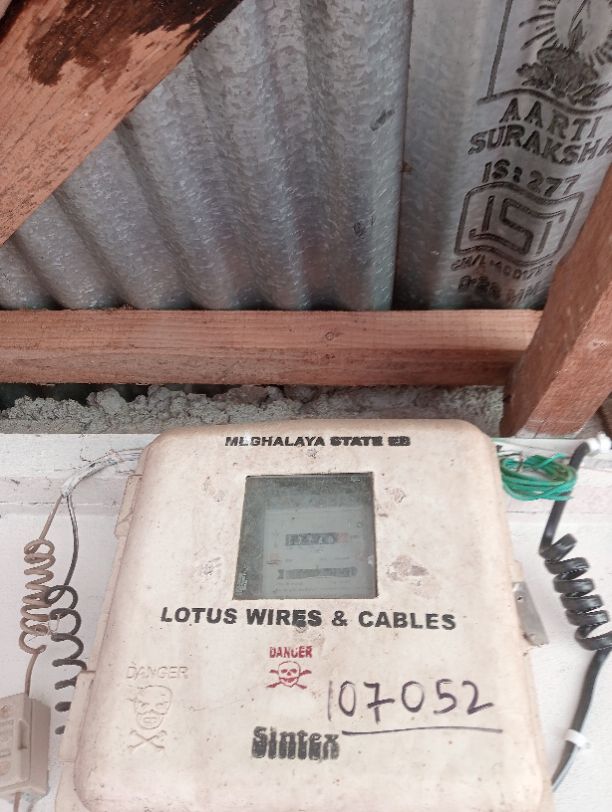 AARTI
SURAKSHA
IS:277
MEGHALAYA STATE EB
LOTUS WIRES & CABLES
DANGER
DANGER
107052
Sintex